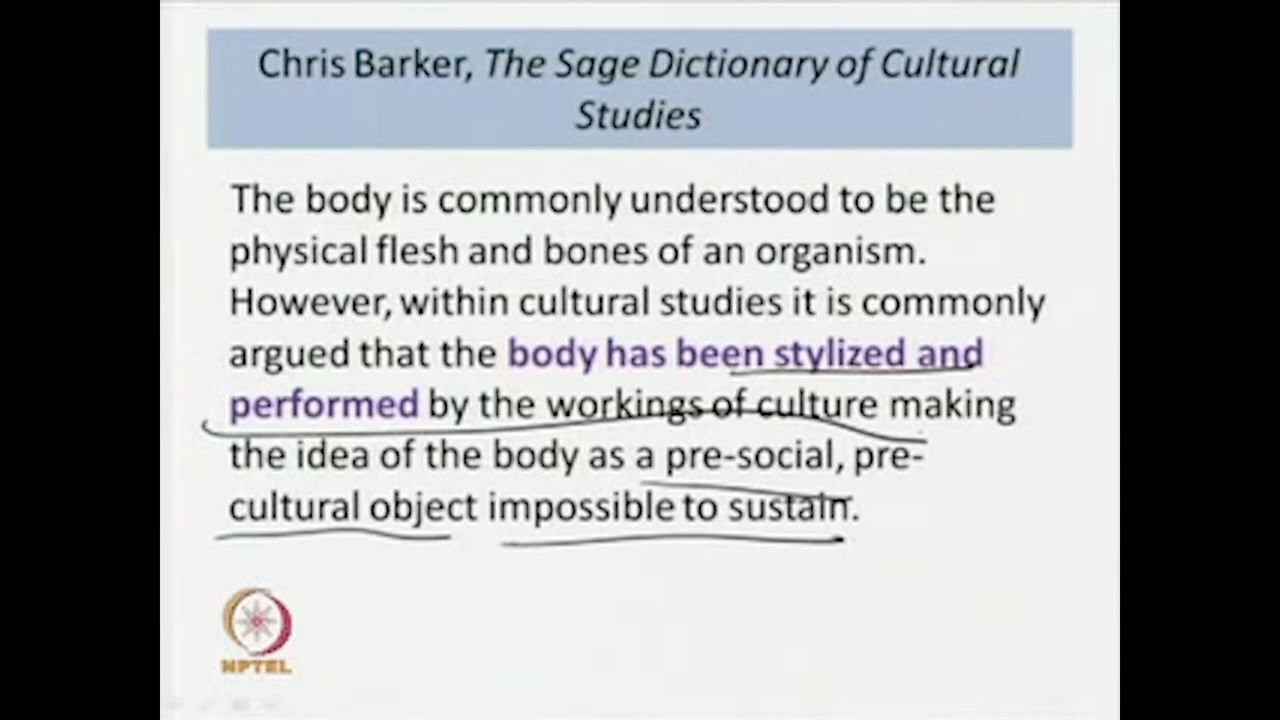 Chris Barker, The Sage Dictionary of Cultural
Studies
The body is commonly understood to be the
physical flesh and bones of an organism.
However, within cultural studies it is commonly
argued that the body has been stylized and
performed by the workings of culture making
the idea of the body as a pre-social, pre-
cultural object impossible to sustain.
NPTEL